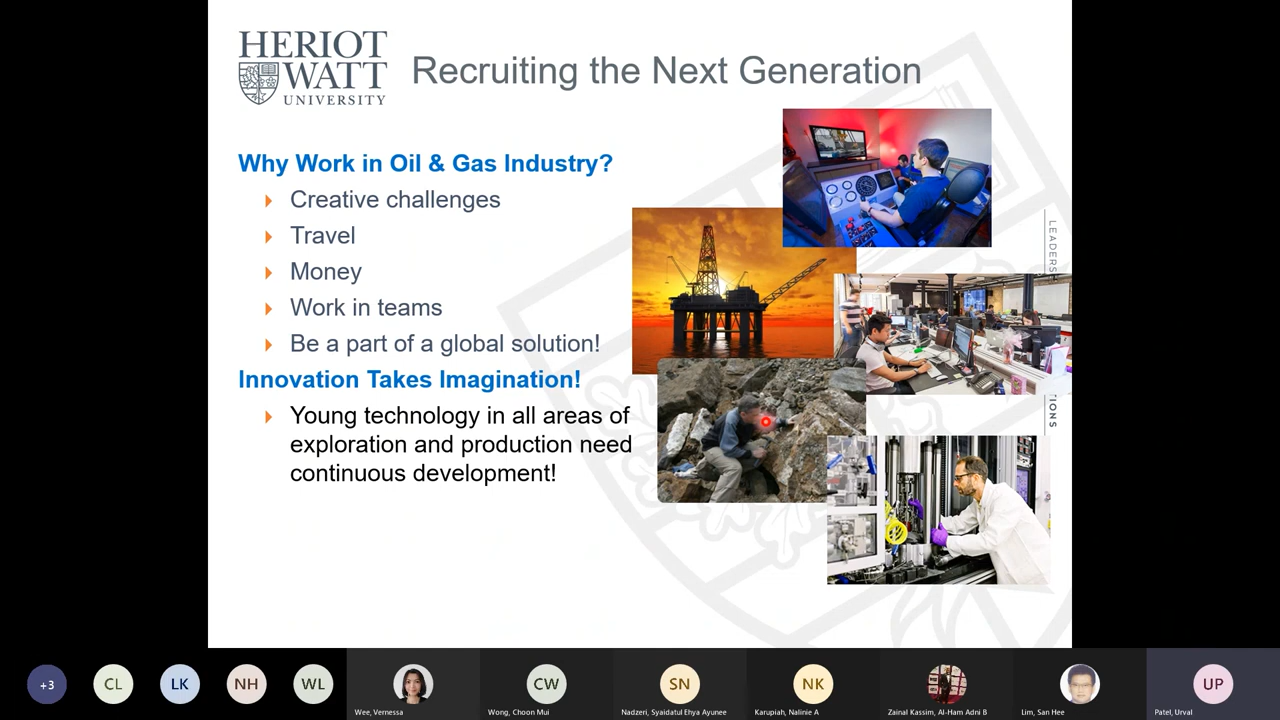 HERIOT
WATT
UNIVERSITY
Recruiting the Next Generation
Why Work in Oil & Gas Industry?
Creative challenges
Travel
Money
Work in teams
Be a part of a global solution!
Innovation Takes Imagination!
Young technology in all areas of
exploration and production need
continuous development!
LEADERS
TIONS
+3
CL
LK
NH
WL
Wee, Vernessa
CW
Wong, Choon Mui
SN
Nadzeri, Syaidatul Ehya Ayunee
NK
Karupiah, Nalinie A
Zainal Kassim, Al-Ham Adni B
Lim, San Hee
UP
Patel, Urval